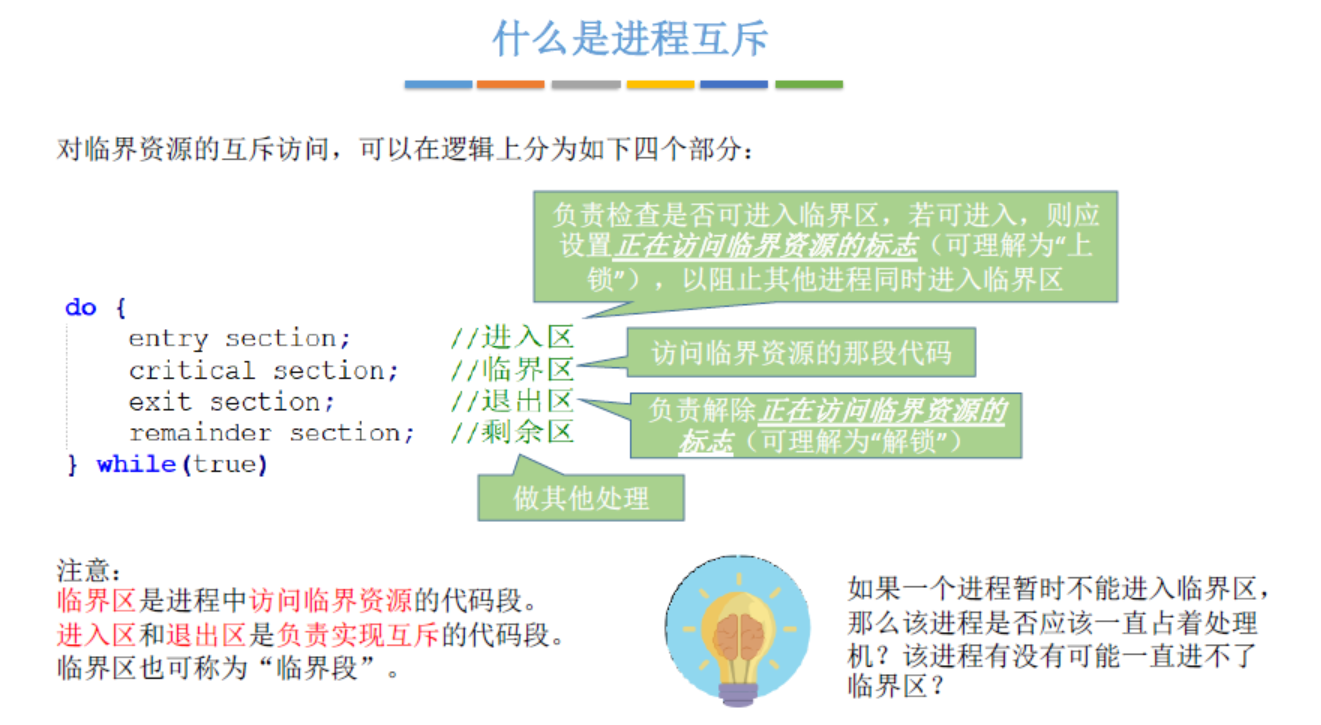 什么是进程互斥
对临界资源的互斥访问，可以在逻辑上分为如下四个部分：
负责检查是否可进入临界区，若可进入，则应
设置正在访问临界资源的标志（可理解为“上
锁”），以阻止其他进程同时进入临界区
do {
entry section; //进入区
critical section; //临界区
exit section; //退出区
remainder section; //剩余区
} while(true)
访问临界资源的那段代码
负责解除正在访问临界资源的
标志（可理解为“解锁”）
做其他处理
注意：
临界区是进程中访问临界资源的代码段。
进入区和退出区是负责实现互斥的代码段。
临界区也可称为“临界段”。
如果一个进程暂时不能进入临界区，
那么该进程是否应该一直占着处理
机？该进程有没有可能一直进不了
临界区？